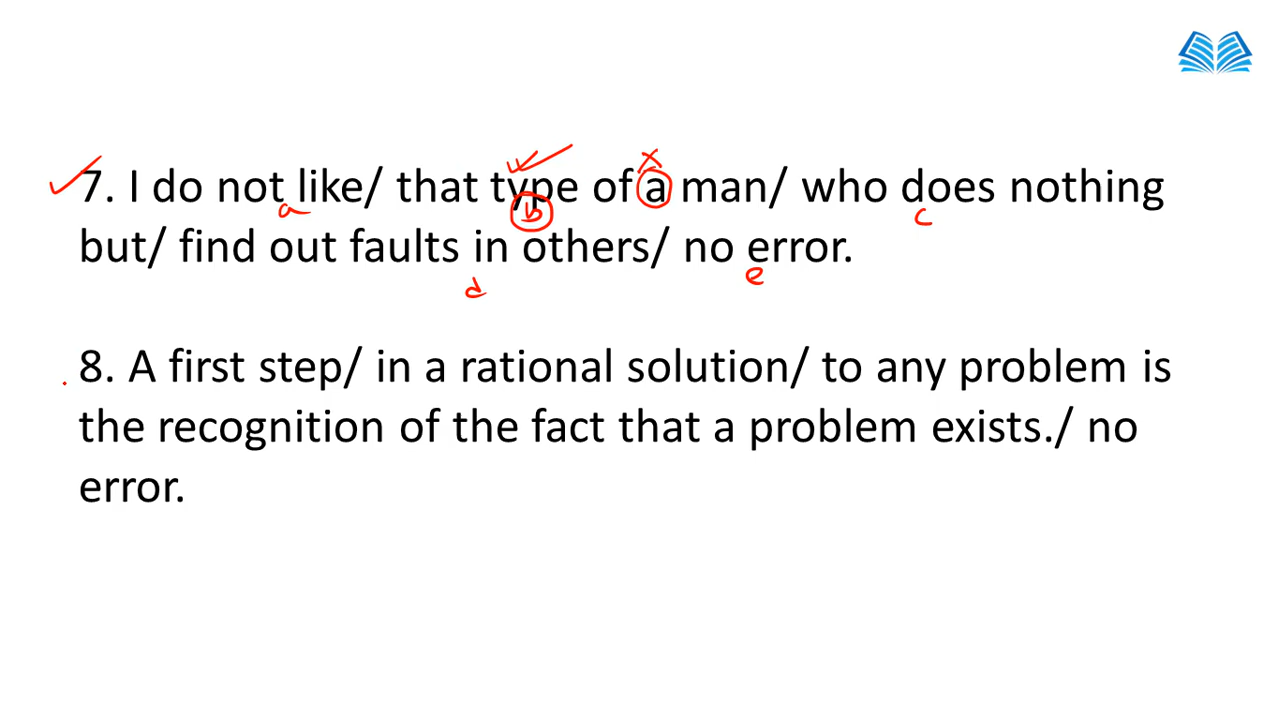 7. I do not like/ that type of a man/ who does nothing
a b c
but/ find out faults in others/ no error.
d e
8. A first step/ in a rational solution/ to any problem is
the recognition of the fact that a problem exists./ no
error.